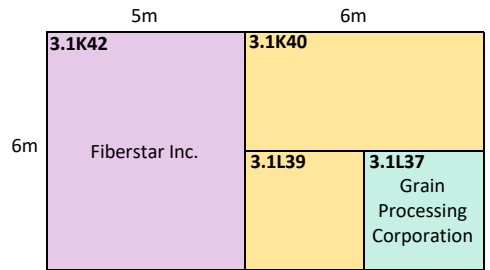 5m
6m
3.1K42
3.1K40
6m
Fiberstar Inc.
3.1L39
3.1L37
Grain
Processing
Corporation